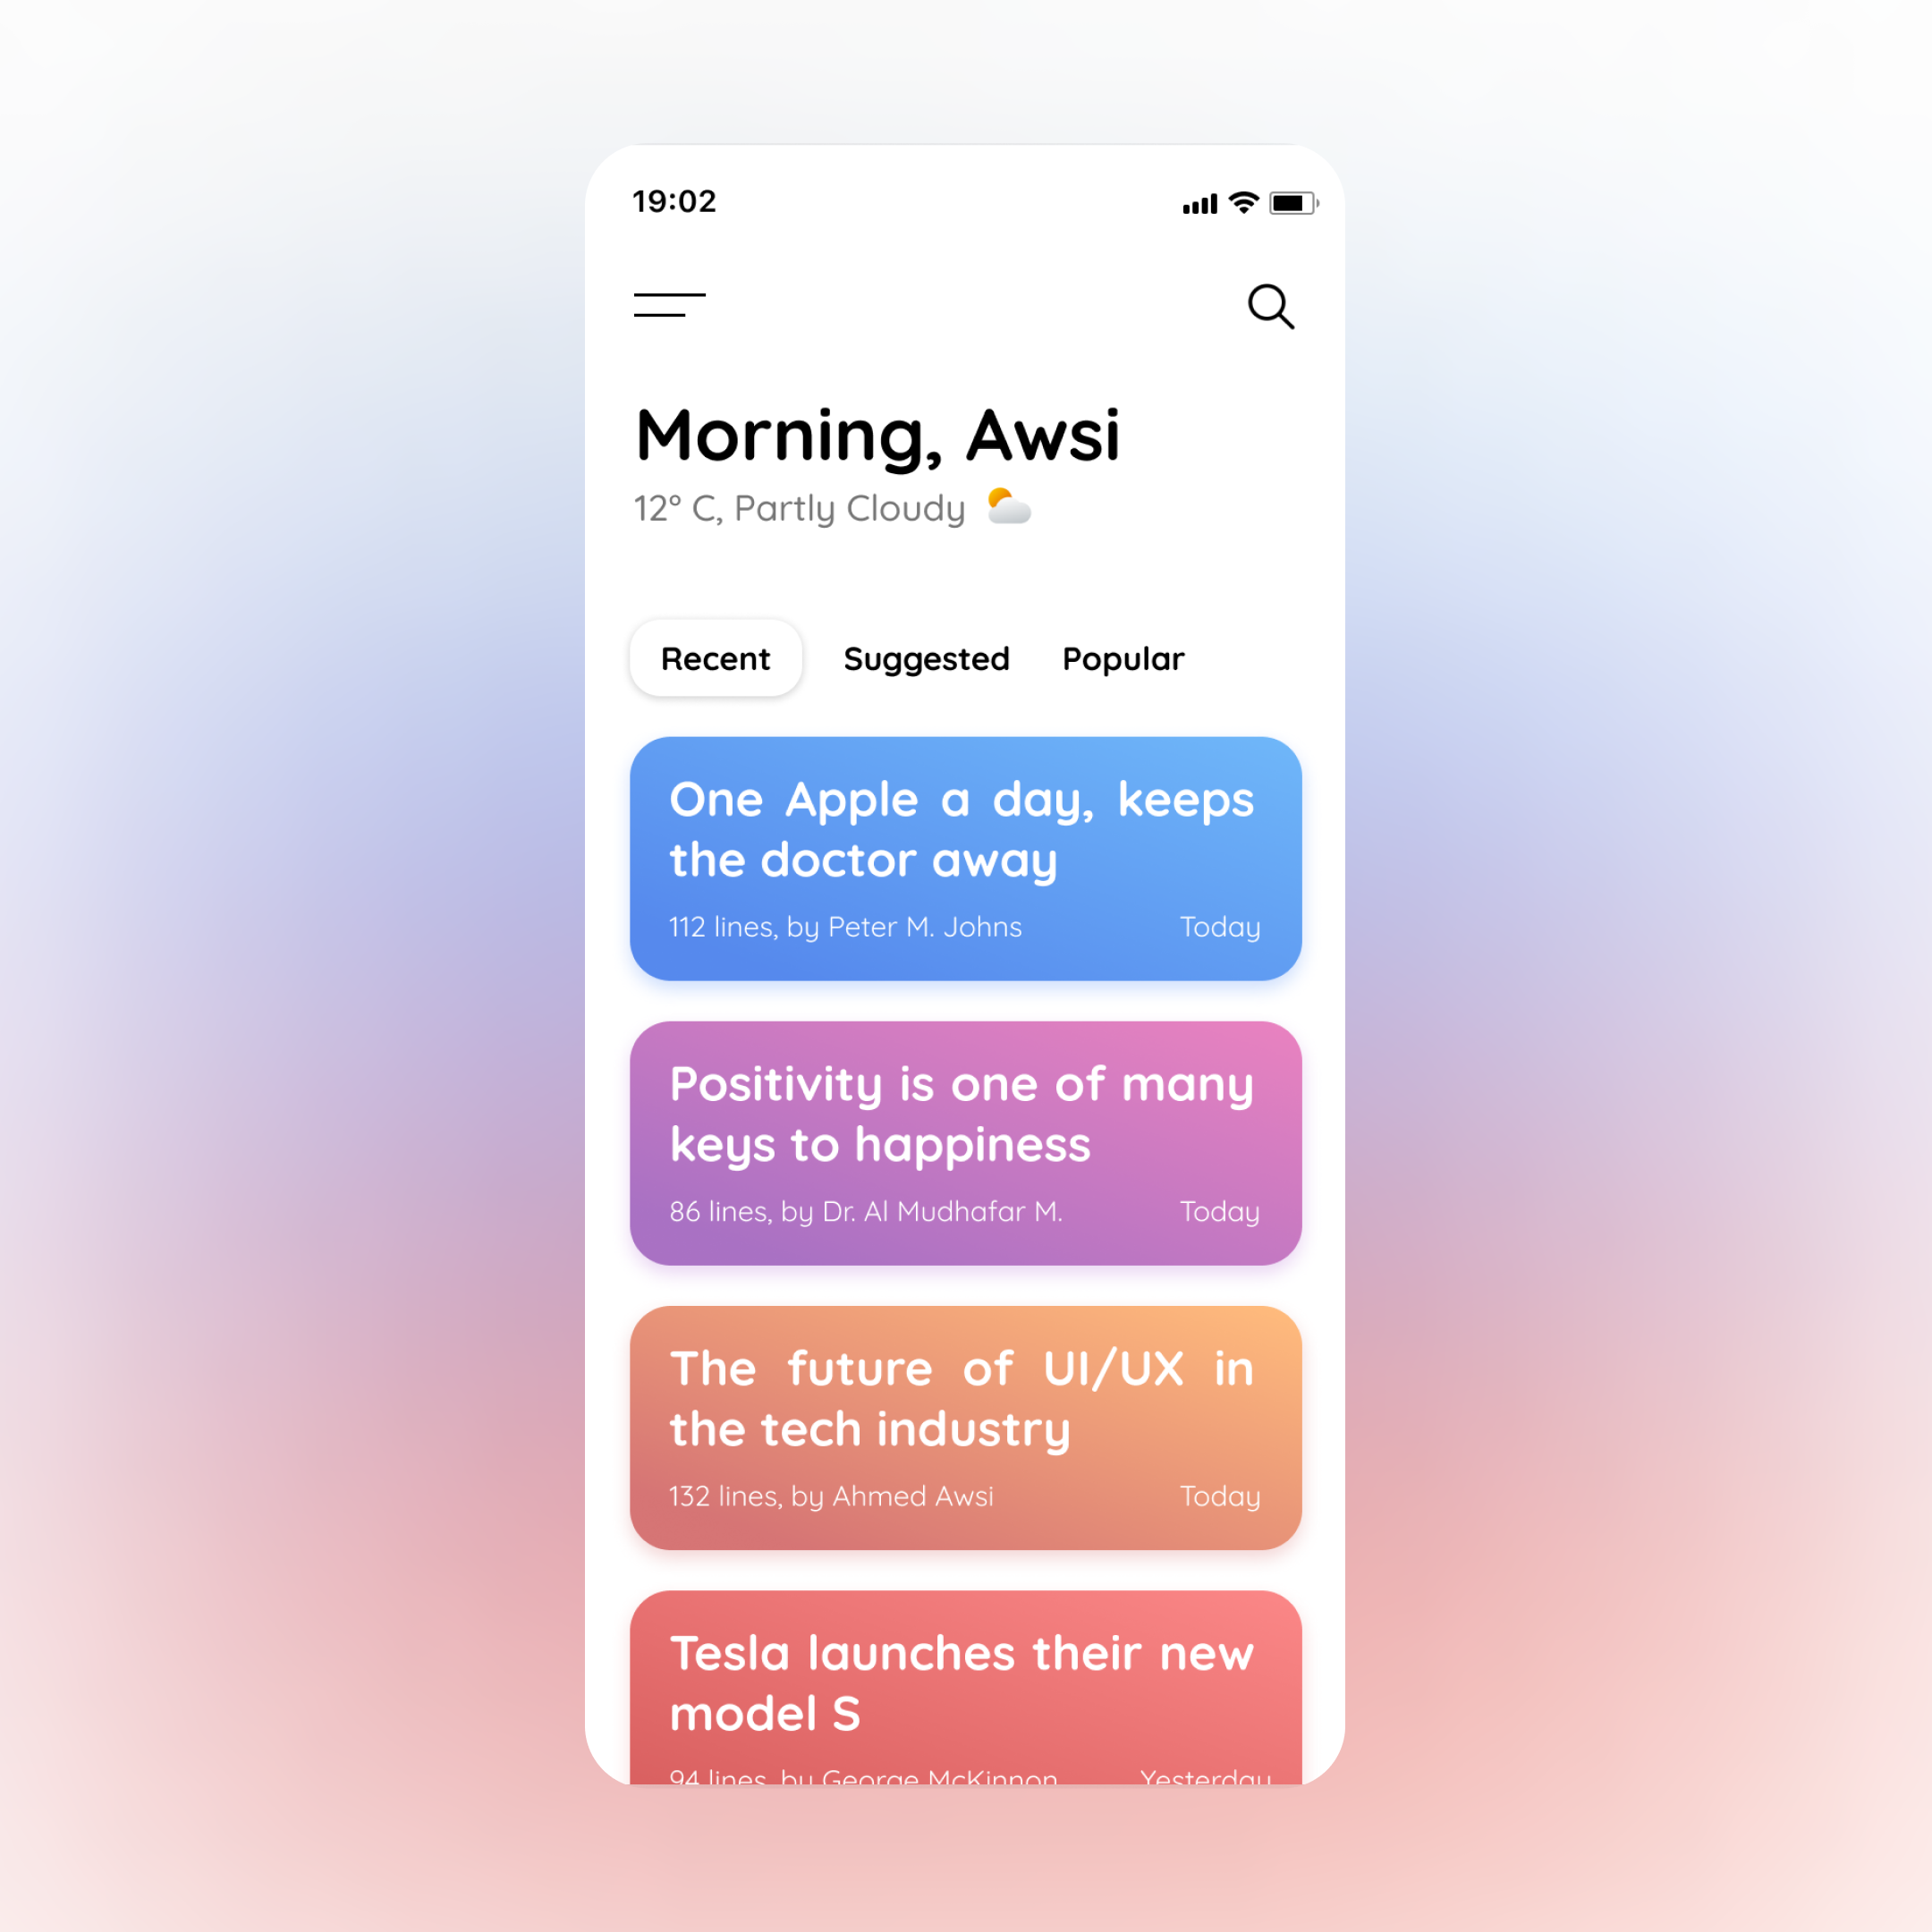 19:02
Morning, Awsi
12° C, Partly Cloudy
Recent Suggested Popular
One Apple a day, keeps
the doctor away
112 lines, by Peter M. Johns Today
Positivity is one of many
keys to happiness
86 lines, by Dr. Al Mudhafar M. Today
The future of UI/UX in
the tech industry
132 lines, by Ahmed Awsi Today
Tesla launches their new
model S
94 lines, by George McKinnon Yesterday